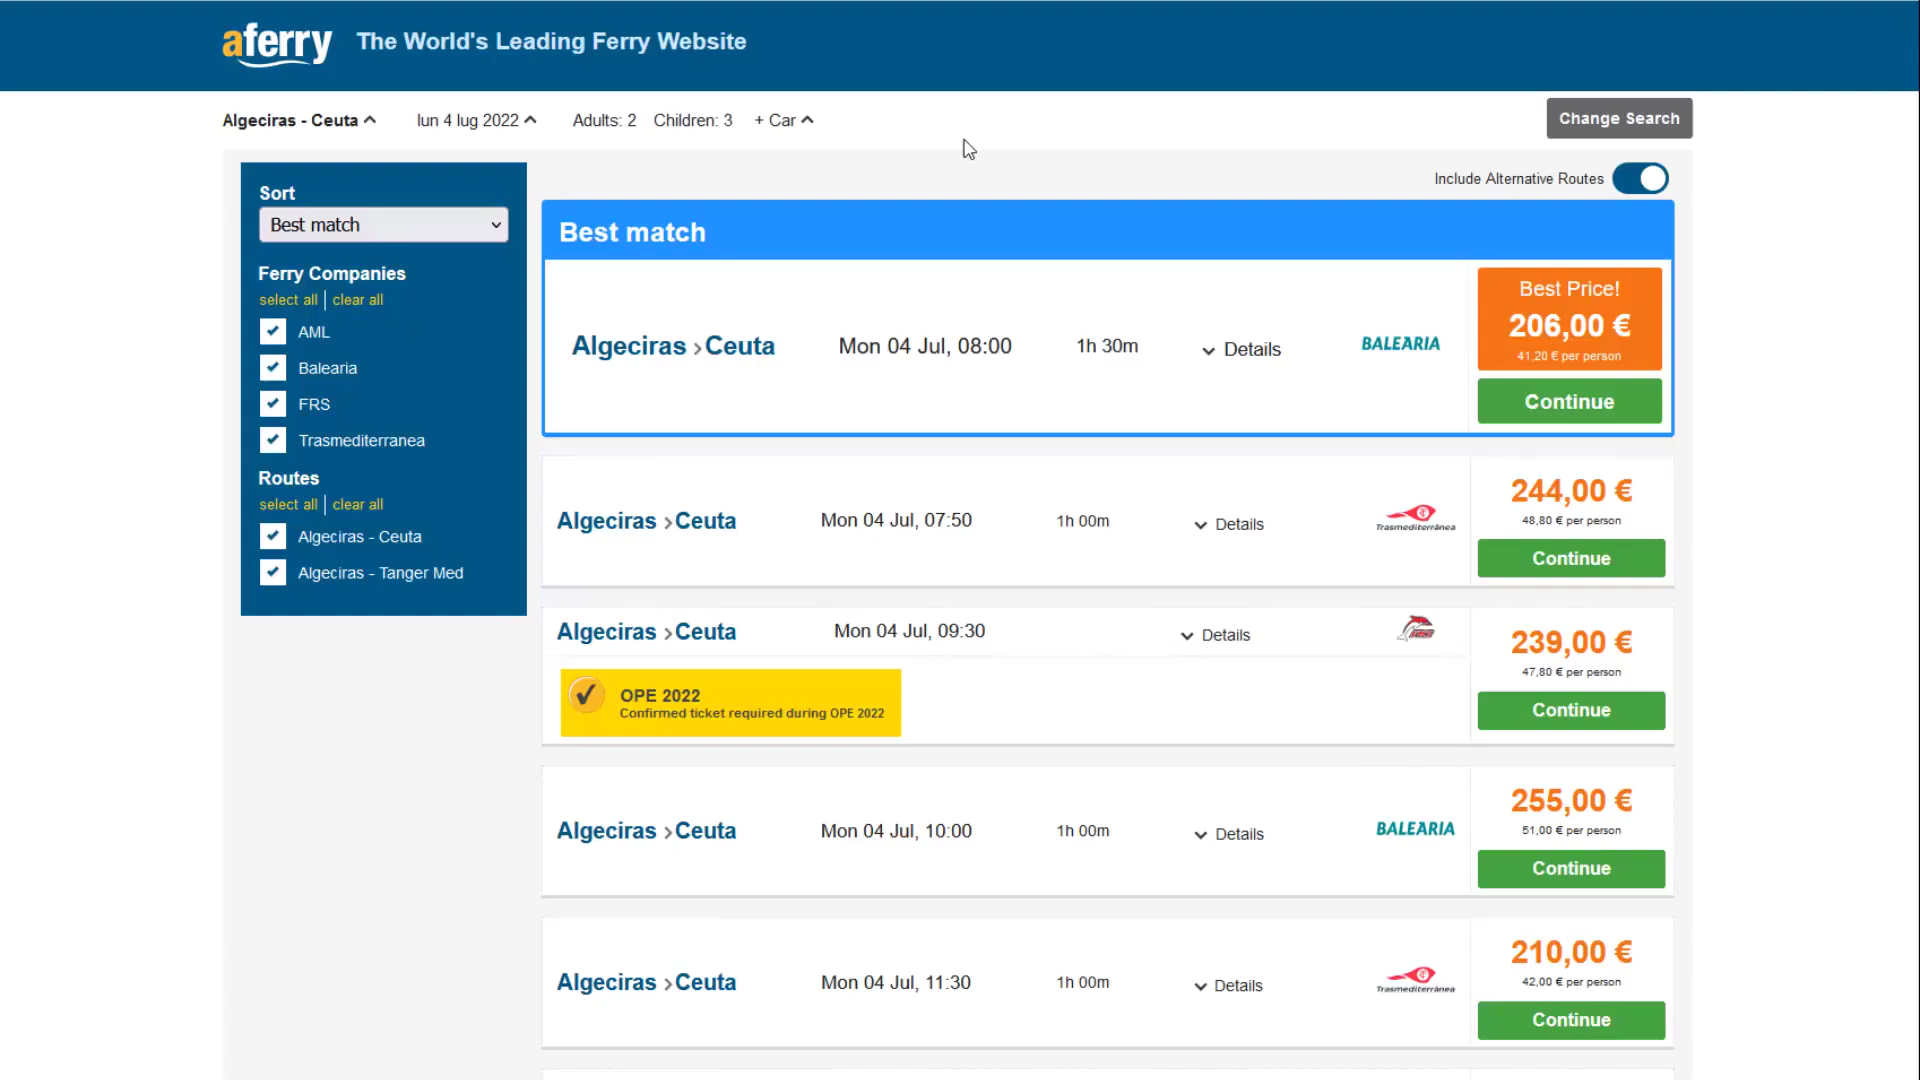 aferry The World's Leading Ferry Website
Algeciras - Ceuta lun 4 lug 2022 Adults: 2 Children: 3 + Car
Change Search
Include Alternative Routes
Sort
Best match
Ferry Companies
select all clear all
AML
Balearia
FRS
Trasmediterranea
Routes
select all clear all
Algeciras - Ceuta
Algeciras - Tanger Med
Best match
Algeciras > Ceuta Mon 04 Jul, 08:00 1h 30m Details BALEARIA
Best Price!
206,00 €
41,20 € per person
Continue
Algeciras > Ceuta Mon 04 Jul, 07:50 1h 00m Details Trasmediterránea
244,00 €
48,80 € per person
Continue
Algeciras > Ceuta Mon 04 Jul, 09:30 Details
OPE 2022
Confirmed ticket required during OPE 2022
239,00 €
47,80 € per person
Continue
Algeciras > Ceuta Mon 04 Jul, 10:00 1h 00m Details BALEARIA
255,00 €
51,00 € per person
Continue
Algeciras > Ceuta Mon 04 Jul, 11:30 1h 00m Details Trasmediterránea
210,00 €
42,00 € per person
Continue